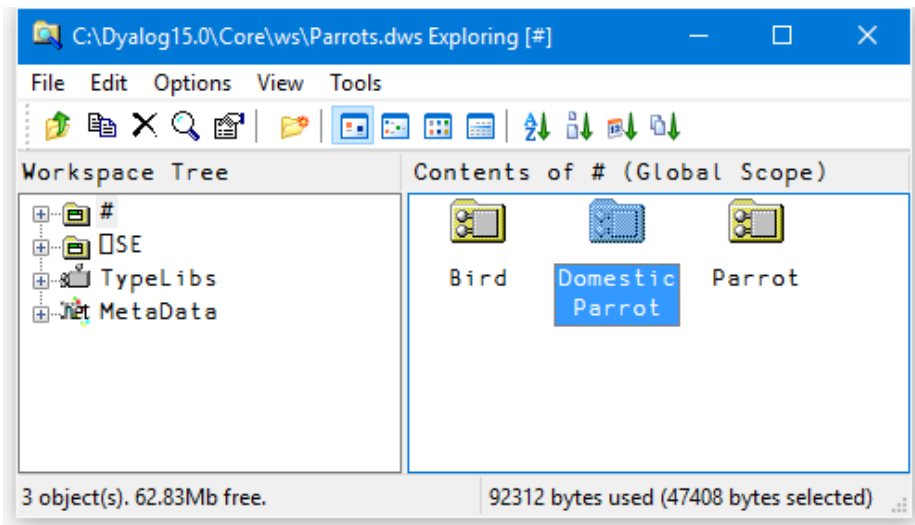 C:\Dyalog15.0\Core\ws\Parrots.dws Exploring [#]
File Edit Options View Tools
Workspace Tree
Contents of # (Global Scope)
#
⎕SE
TypeLibs
.net MetaData
Bird
Domestic
Parrot
Parrot
3 object(s). 62.83Mb free.
92312 bytes used (47408 bytes selected)